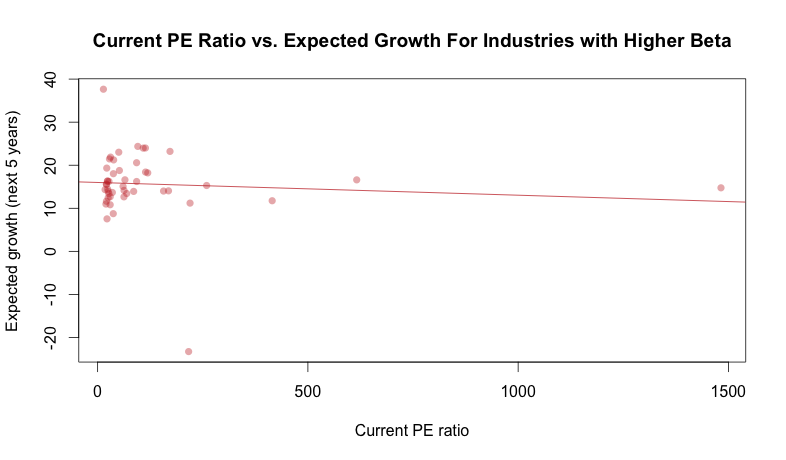 Current PE Ratio vs. Expected Growth For Industries with Higher Beta
Expected growth (next 5 years)
40
30
20
10
0
-10
-20
0 500 1000 1500
Current PE ratio